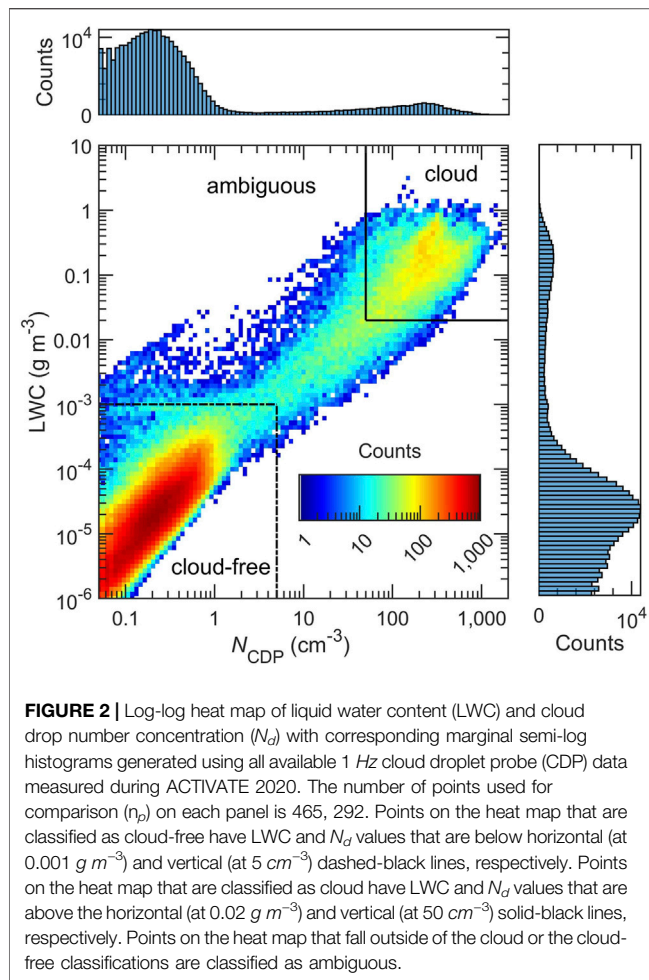 10⁴
Counts
0
10
1
0.1
0.01
10⁻³
10⁻⁴
10⁻⁵
10⁻⁶
LWC (g m⁻³)
ambiguous
cloud
cloud-free
Counts
1
10
100
1,000
0.1
1
10
100
1,000
N_CDP (cm⁻³)
0
10⁴
Counts
FIGURE 2 | Log-log heat map of liquid water content (LWC) and cloud
drop number concentration (N_d) with corresponding marginal semi-log
histograms generated using all available 1 Hz cloud droplet probe (CDP) data
measured during ACTIVATE 2020. The number of points used for
comparison (n_p) on each panel is 465, 292. Points on the heat map that are
classified as cloud-free have LWC and N_d values that are below horizontal (at
0.001 g m⁻³) and vertical (at 5 cm⁻³) dashed-black lines, respectively. Points
on the heat map that are classified as cloud have LWC and N_d values that are
above the horizontal (at 0.02 g m⁻³) and vertical (at 50 cm⁻³) solid-black lines,
respectively. Points on the heat map that fall outside of the cloud or the cloud-
free classifications are classified as ambiguous.